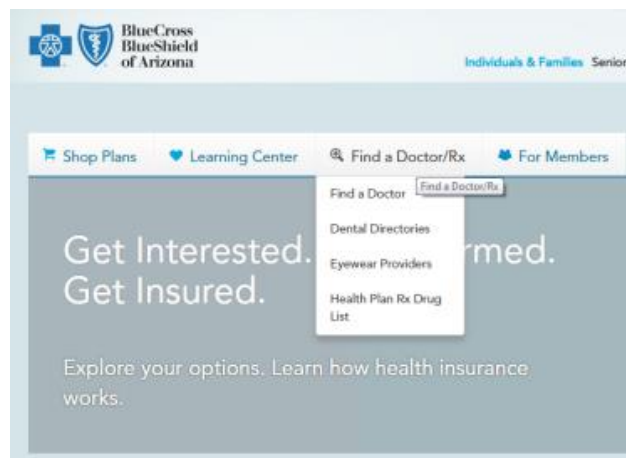 BlueCross
BlueShield
of Arizona
Individuals & Families Senior
Shop Plans Learning Center Find a Doctor/Rx For Members
Find a Doctor
Find a Doctor/Rx
Dental Directories
Eyewear Providers
Health Plan Rx Drug
List
Get Interested. rmed.
Get Insured.
Explore your options. Learn how health insurance
works.